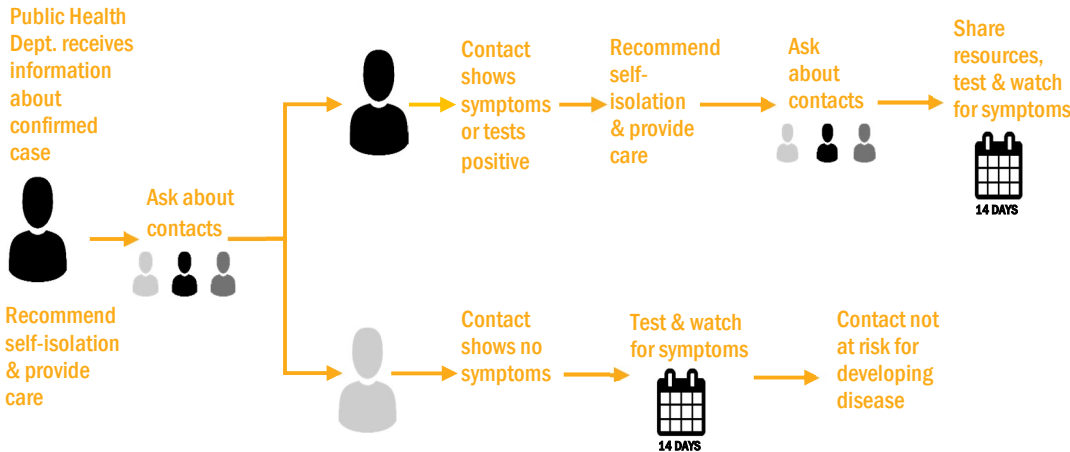 Public Health
Dept. receives
information
about
confirmed
case
Recommend
self-isolation
& provide
care
Ask about
contacts
Contact
shows
symptoms
or tests
positive
Recommend
self-
isolation
& provide
care
Ask
about
contacts
Share
resources,
test & watch
for symptoms
14 DAYS
Contact
shows no
symptoms
Test & watch
for symptoms
14 DAYS
Contact not
at risk for
developing
disease